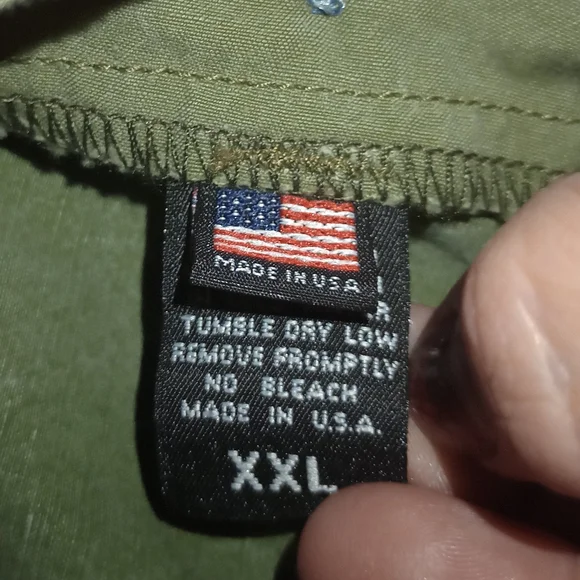 MADE IN USA
TUMBLE DRY LOW
REMOVE PROMPTLY
NO BLEACH
MADE IN U.S.A.
XXL